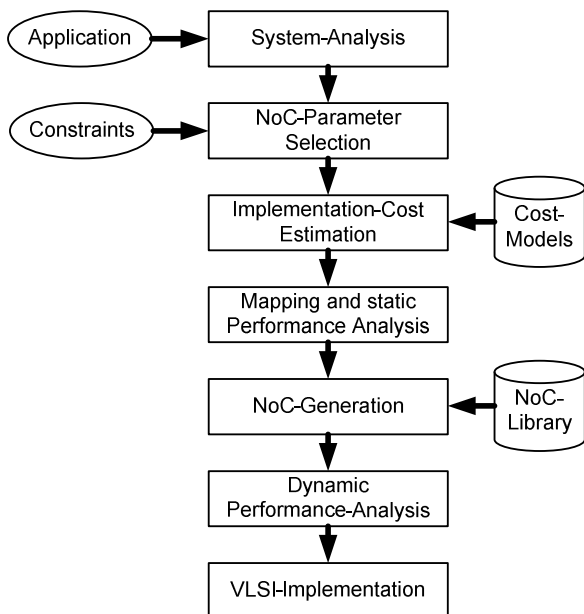 Application
System-Analysis
Constraints
NoC-Parameter
Selection
Implementation-Cost
Estimation
Cost-
Models
Mapping and static
Performance Analysis
NoC-Generation
NoC-
Library
Dynamic
Performance-Analysis
VLSI-Implementation